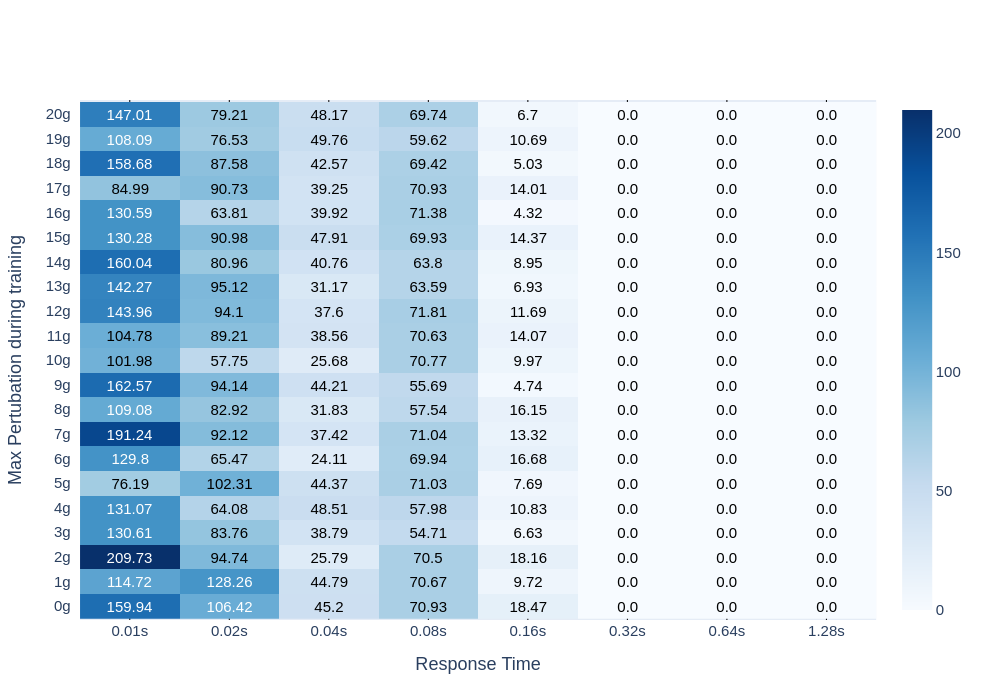 20g 147.01 79.21 48.17 69.74 6.7 0.0 0.0 0.0
19g 108.09 76.53 49.76 59.62 10.69 0.0 0.0 0.0
18g 158.68 87.58 42.57 69.42 5.03 0.0 0.0 0.0
17g 84.99 90.73 39.25 70.93 14.01 0.0 0.0 0.0
16g 130.59 63.81 39.92 71.38 4.32 0.0 0.0 0.0
15g 130.28 90.98 47.91 69.93 14.37 0.0 0.0 0.0
14g 160.04 80.96 40.76 63.8 8.95 0.0 0.0 0.0
13g 142.27 95.12 31.17 63.59 6.93 0.0 0.0 0.0
12g 143.96 94.1 37.6 71.81 11.69 0.0 0.0 0.0
11g 104.78 89.21 38.56 70.63 14.07 0.0 0.0 0.0
10g 101.98 57.75 25.68 70.77 9.97 0.0 0.0 0.0
9g 162.57 94.14 44.21 55.69 4.74 0.0 0.0 0.0
8g 109.08 82.92 31.83 57.54 16.15 0.0 0.0 0.0
7g 191.24 92.12 37.42 71.04 13.32 0.0 0.0 0.0
6g 129.8 65.47 24.11 69.94 16.68 0.0 0.0 0.0
5g 76.19 102.31 44.37 71.03 7.69 0.0 0.0 0.0
4g 131.07 64.08 48.51 57.98 10.83 0.0 0.0 0.0
3g 130.61 83.76 38.79 54.71 6.63 0.0 0.0 0.0
2g 209.73 94.74 25.79 70.5 18.16 0.0 0.0 0.0
1g 114.72 128.26 44.79 70.67 9.72 0.0 0.0 0.0
0g 159.94 106.42 45.2 70.93 18.47 0.0 0.0 0.0
0.01s 0.02s 0.04s 0.08s 0.16s 0.32s 0.64s 1.28s
Response Time
Max Pertubation during training
200
150
100
50
0